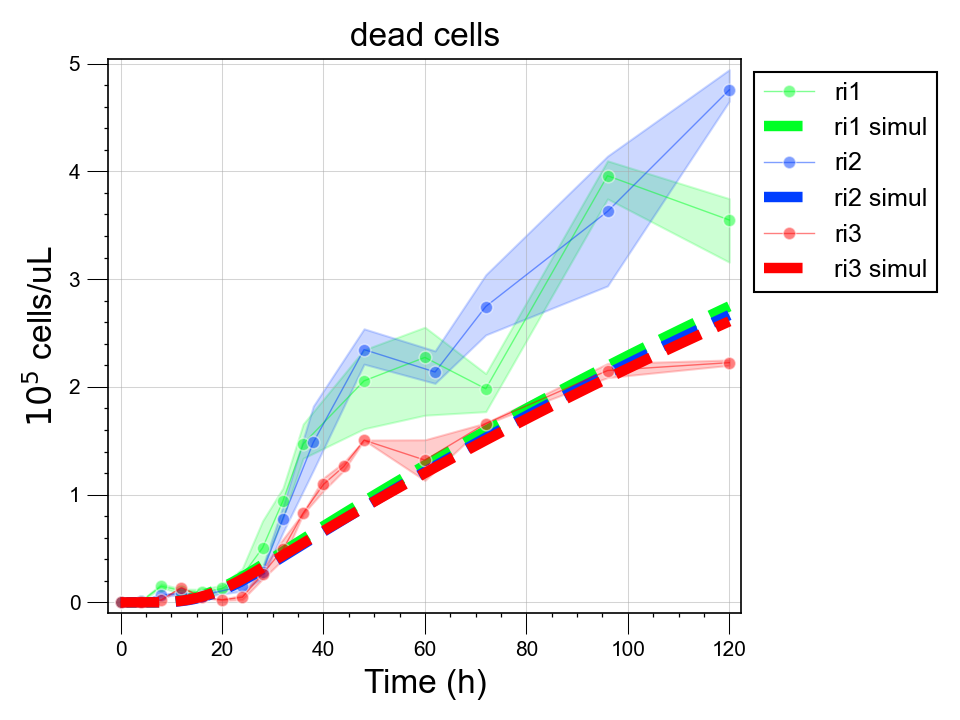 dead cells
10⁵ cells/uL
5
4
3
2
1
0
0 20 40 60 80 100 120
Time (h)
ri1
ri1 simul
ri2
ri2 simul
ri3
ri3 simul